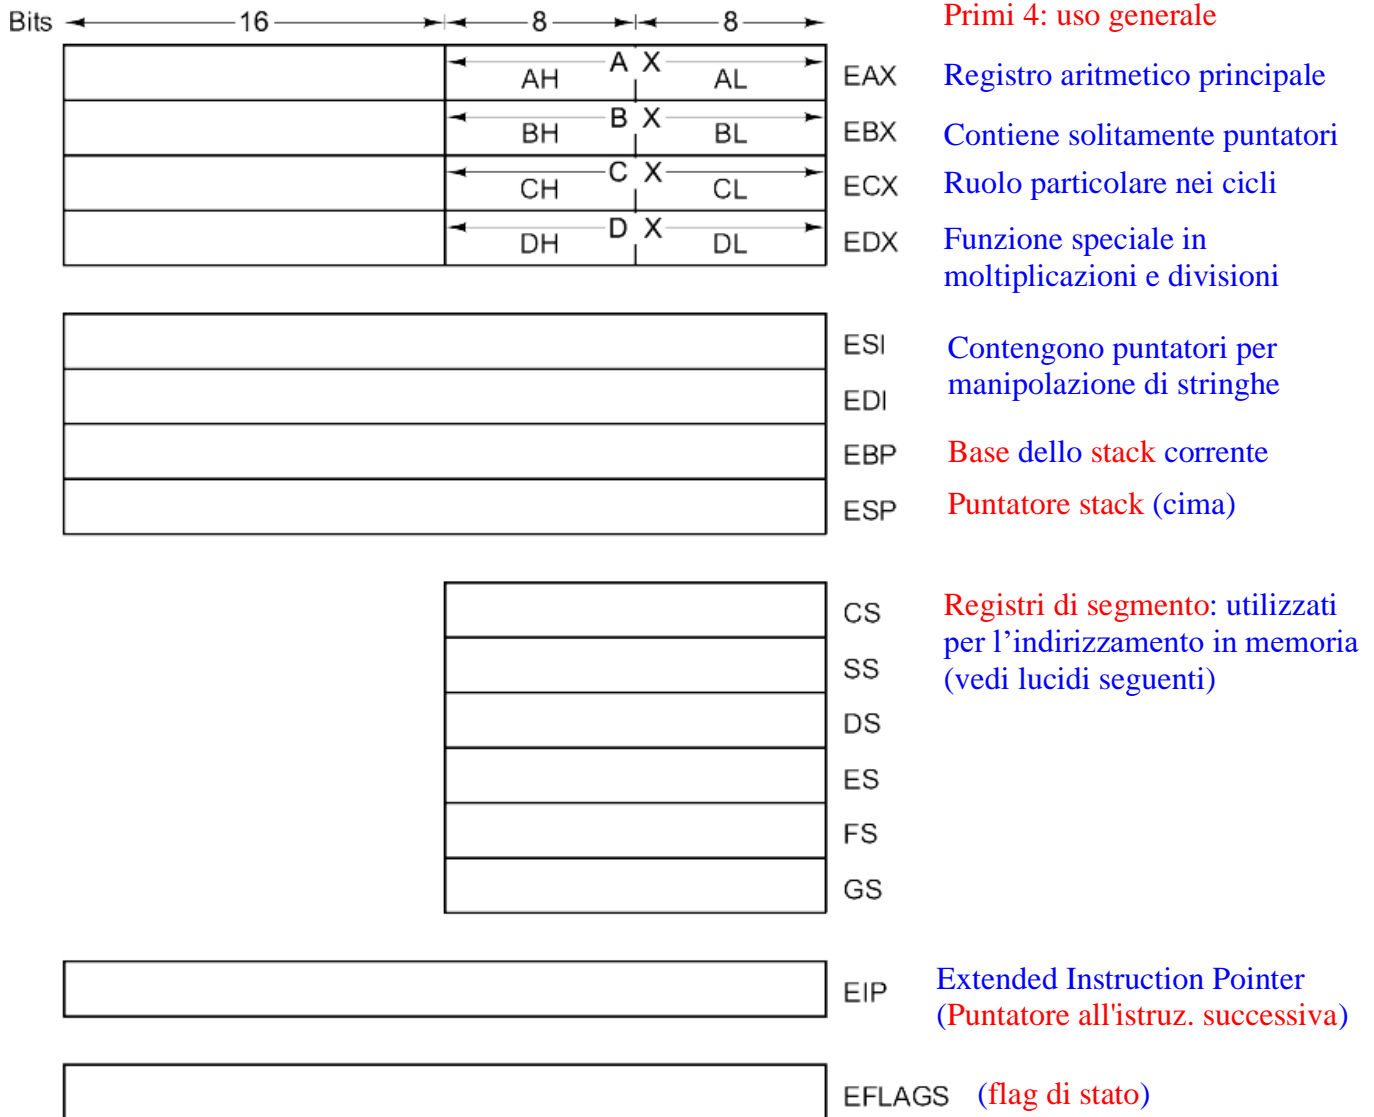 Bits 16 8 8 Primi 4: uso generale
A X
AH AL EAX Registro aritmetico principale
B X
BH BL EBX Contiene solitamente puntatori
C X
CH CL ECX Ruolo particolare nei cicli
D X
DH DL EDX Funzione speciale in
moltiplicazioni e divisioni
ESI Contengono puntatori per
EDI manipolazione di stringhe
EBP Base dello stack corrente
ESP Puntatore stack (cima)
CS Registri di segmento: utilizzati
per l’indirizzamento in memoria
SS (vedi lucidi seguenti)
DS
ES
FS
GS
EIP Extended Instruction Pointer
(Puntatore all'istruz. successiva)
EFLAGS (flag di stato)